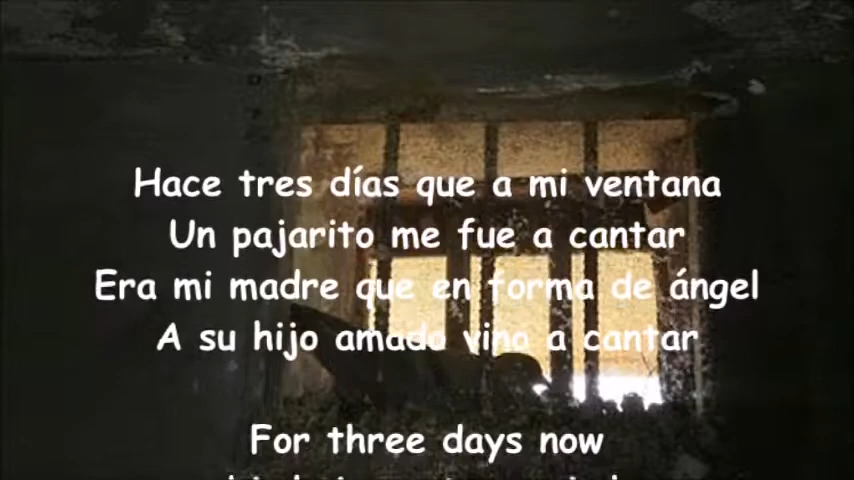 Hace tres días que a mi ventana
Un pajarito me fue a cantar
Era mi madre que en forma de ángel
A su hijo amado vino a cantar
For three days now